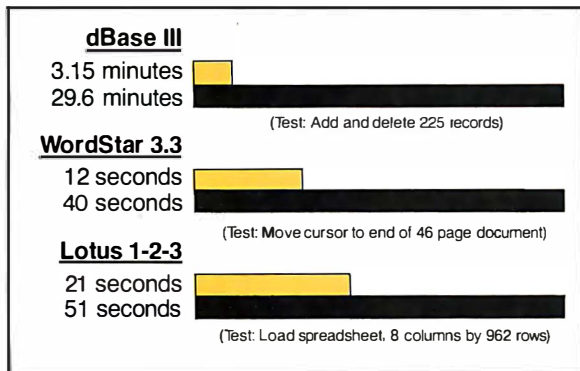 dBase III
3.15 minutes
29.6 minutes
(Test: Add and delete 225 records)
WordStar 3.3
12 seconds
40 seconds
(Test: Move cursor to end of 46 page document)
Lotus 1-2-3
21 seconds
51 seconds
(Test: Load spreadsheet, 8 columns by 962 rows)